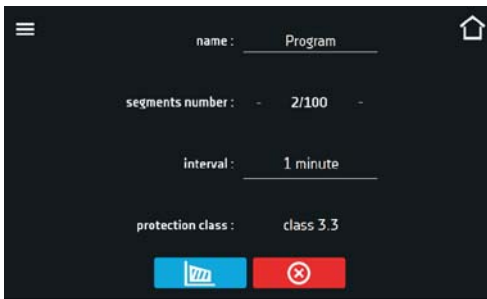 name : Program
segments number : - 2/100 -
interval : 1 minute
protection class : class 3.3